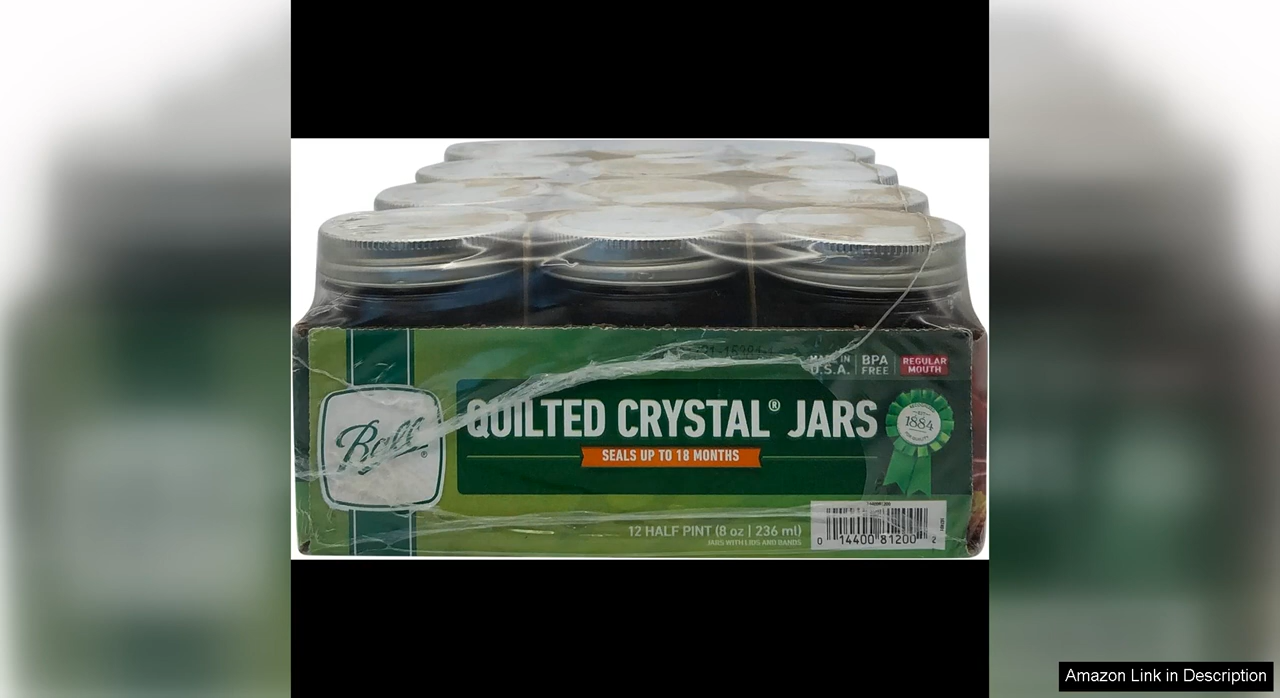 MADE IN
U.S.A.
BPA
FREE
REGULAR
MOUTH
Ball®
QUILTED CRYSTAL® JARS
SEALS UP TO 18 MONTHS
1884
12 HALF PINT (8 oz | 236 ml)
JARS WITH LIDS AND BANDS
0 14400 81200 2
Amazon Link in Description